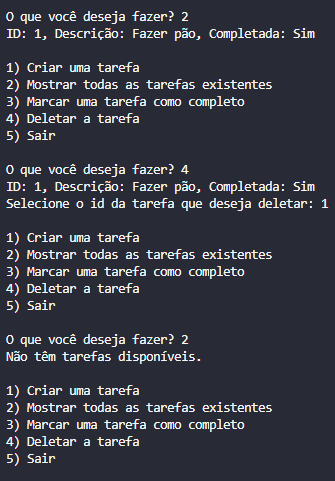 O que você deseja fazer? 2
ID: 1, Descrição: Fazer pão, Completada: Sim
1) Criar uma tarefa
2) Mostrar todas as tarefas existentes
3) Marcar uma tarefa como completo
4) Deletar a tarefa
5) Sair
O que você deseja fazer? 4
ID: 1, Descrição: Fazer pão, Completada: Sim
Selecione o id da tarefa que deseja deletar: 1
1) Criar uma tarefa
2) Mostrar todas as tarefas existentes
3) Marcar uma tarefa como completo
4) Deletar a tarefa
5) Sair
O que você deseja fazer? 2
Não têm tarefas disponíveis.
1) Criar uma tarefa
2) Mostrar todas as tarefas existentes
3) Marcar uma tarefa como completo
4) Deletar a tarefa
5) Sair